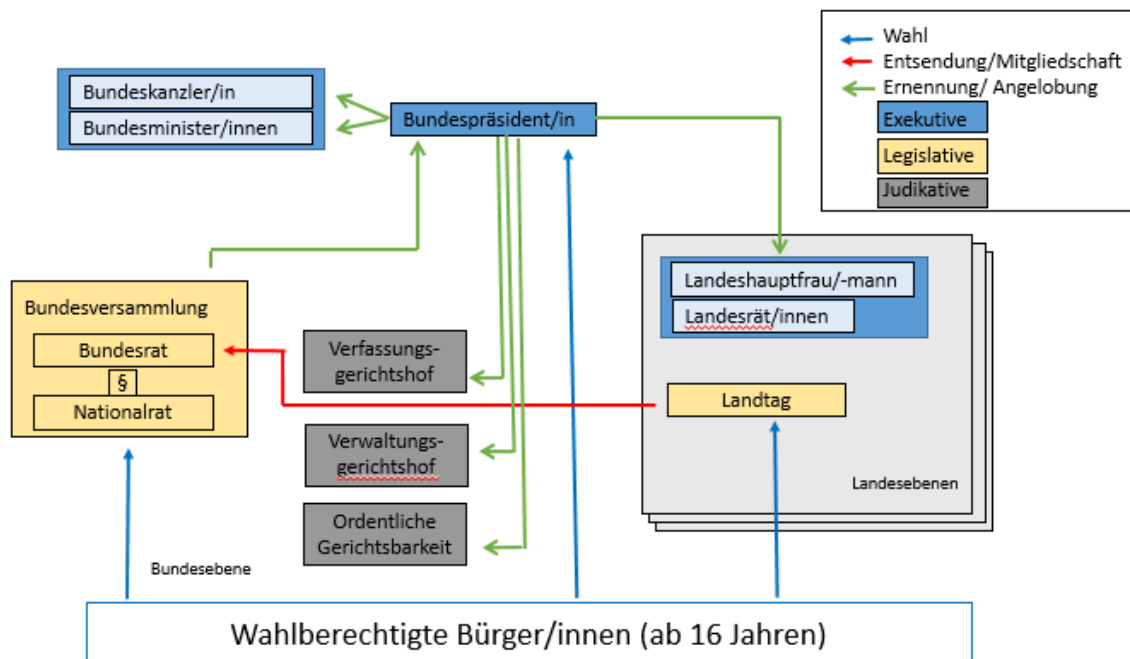 Wahl
Entsendung/Mitgliedschaft
Ernennung/ Angelobung
Exekutive
Legislative
Judikative
Bundeskanzler/in
Bundesminister/innen
Bundespräsident/in
Landeshauptfrau/-mann
Landesrät/innen
Bundesversammlung
Bundesrat
§
Nationalrat
Verfassungs-
gerichtshof
Landtag
Verwaltungs-
gerichtshof
Landesebenen
Ordentliche
Gerichtsbarkeit
Bundesebene
Wahlberechtigte Bürger/innen (ab 16 Jahren)